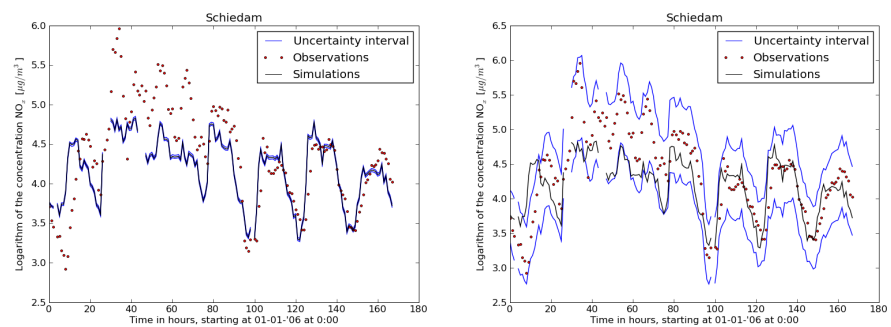 Schiedam
Logarithm of the concentration NOₓ [μg/m³]
6.0
5.5
5.0
4.5
4.0
3.5
3.0
2.5
Uncertainty interval
Observations
Simulations
0 20 40 60 80 100 120 140 160 180
Time in hours, starting at 01-01-'06 at 0:00
Schiedam
Logarithm of the concentration NOₓ [μg/m³]
6.5
6.0
5.5
5.0
4.5
4.0
3.5
3.0
2.5
Uncertainty interval
Observations
Simulations
0 20 40 60 80 100 120 140 160 180
Time in hours, starting at 01-01-'06 at 0:00